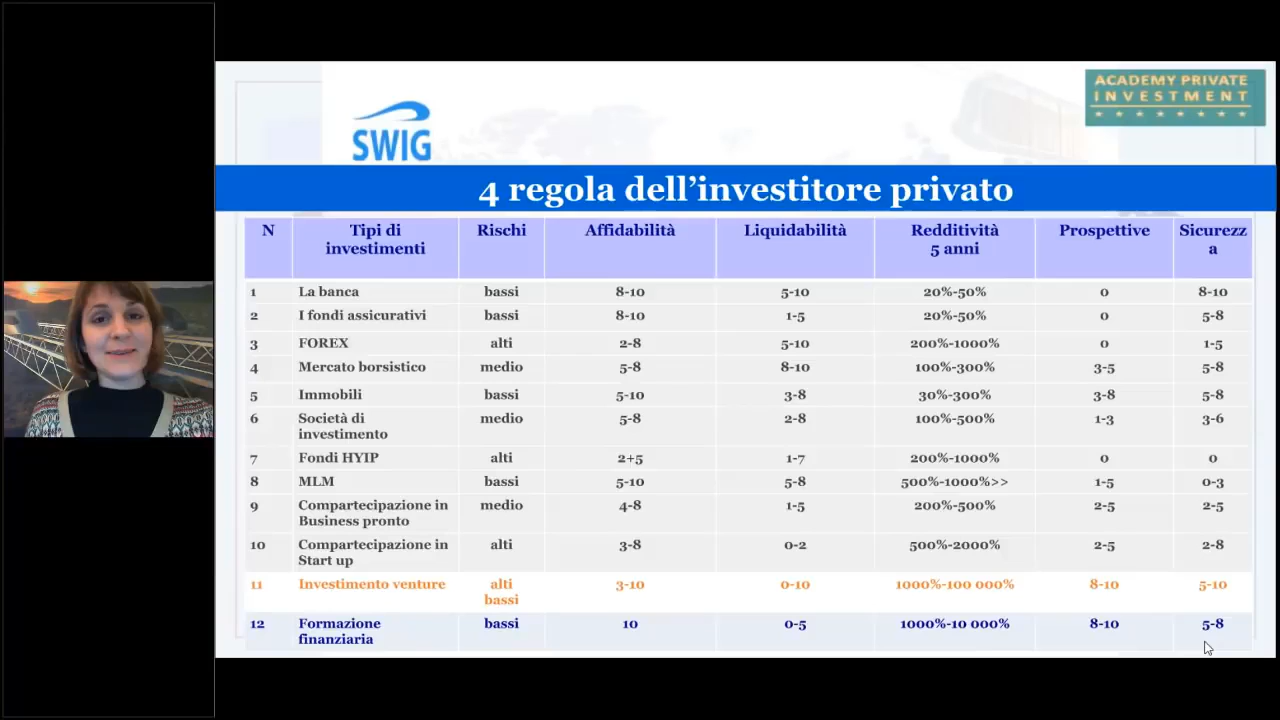 ACADEMY PRIVATE
INVESTMENT
SWIG
4 regola dell'investitore privato
N Tipi di investimenti Rischi Affidabilità Liquidabilità Redditività 5 anni Prospettive Sicurezza
1 La banca bassi 8-10 5-10 20%-50% 0 8-10
2 I fondi assicurativi bassi 8-10 1-5 20%-50% 0 5-8
3 FOREX alti 2-8 5-10 200%-1000% 0 1-5
4 Mercato borsistico medio 5-8 8-10 100%-300% 3-5 5-8
5 Immobili bassi 5-10 3-8 30%-300% 3-8 5-8
6 Società di investimento medio 5-8 2-8 100%-500% 1-3 3-6
7 Fondi HYIP alti 2+5 1-7 200%-1000% 0 0
8 MLM bassi 5-10 5-8 500%-1000%>> 1-5 0-3
9 Compartecipazione in Business pronto medio 4-8 1-5 200%-500% 2-5 2-5
10 Compartecipazione in Start up alti 3-8 0-2 500%-2000% 2-5 2-8
11 Investimento venture alti bassi 3-10 0-10 1000%-100 000% 8-10 5-10
12 Formazione finanziaria bassi 10 0-5 1000%-10 000% 8-10 5-8